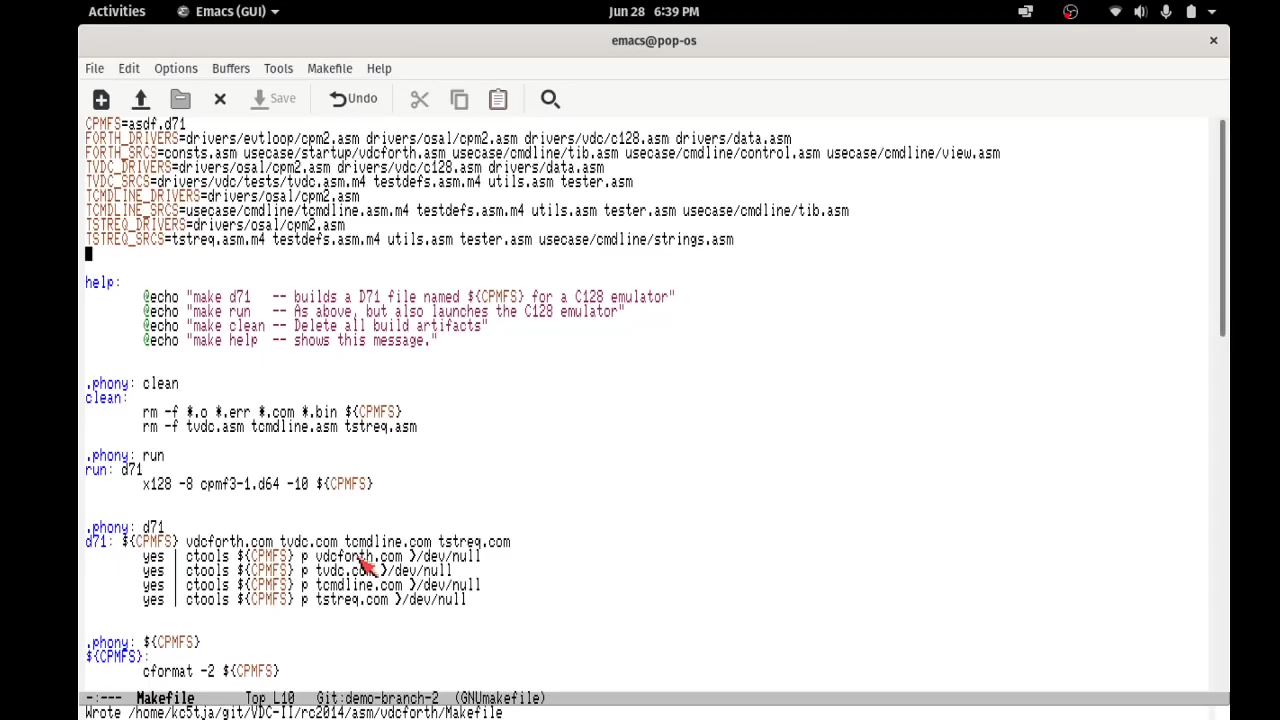 Activities Emacs (GUI) Jun 28 6:39 PM
emacs@pop-os
File Edit Options Buffers Tools Makefile Help
Save Undo
CPMFS=asdf.d71
FORTH_DRIVERS=drivers/evtloop/cpm2.asm drivers/osal/cpm2.asm drivers/vdc/c128.asm drivers/data.asm
FORTH_SRCS=consts.asm usecase/startup/vdcforth.asm usecase/cmdline/tib.asm usecase/cmdline/control.asm usecase/cmdline/view.asm
TVDC_DRIVERS=drivers/osal/cpm2.asm drivers/vdc/c128.asm drivers/data.asm
TVDC_SRCS=drivers/vdc/tests/tvdc.asm.m4 testdefs.asm.m4 utils.asm tester.asm
TCMDLINE_DRIVERS=drivers/osal/cpm2.asm
TCMDLINE_SRCS=usecase/cmdline/tcmdline.asm.m4 testdefs.asm.m4 utils.asm tester.asm usecase/cmdline/tib.asm
TSTREQ_DRIVERS=drivers/osal/cpm2.asm
TSTREQ_SRCS=tstreq.asm.m4 testdefs.asm.m4 utils.asm tester.asm usecase/cmdline/strings.asm
help:
@echo "make d71   -- builds a D71 file named ${CPMFS} for a C128 emulator"
@echo "make run   -- As above, but also launches the C128 emulator"
@echo "make clean -- Delete all build artifacts"
@echo "make help  -- shows this message."
.phony: clean
clean:
rm -f *.o *.err *.com *.bin ${CPMFS}
rm -f tvdc.asm tcmdline.asm tstreq.asm
.phony: run
run: d71
x128 -8 cpmf3-1.d64 -10 ${CPMFS}
.phony: d71
d71: ${CPMFS} vdcforth.com tvdc.com tcmdline.com tstreq.com
yes | ctools ${CPMFS} p vdcforth.com >/dev/null
yes | ctools ${CPMFS} p tvdc.com >/dev/null
yes | ctools ${CPMFS} p tcmdline.com >/dev/null
yes | ctools ${CPMFS} p tstreq.com >/dev/null
.phony: ${CPMFS}
${CPMFS}:
cformat -2 ${CPMFS}
-:--- Makefile Top L10 Git:demo-branch-2 (GNUmakefile)
Wrote /home/kc5tja/git/VDC-II/rc2014/asm/vdcforth/Makefile